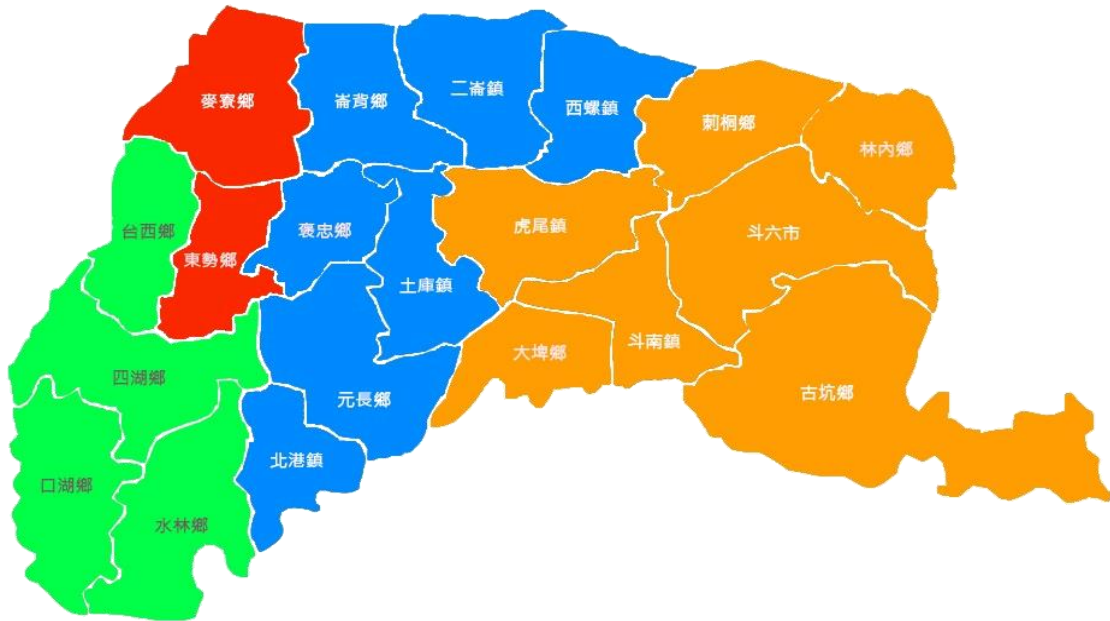 麥寮鄉
崙背鄉
二崙鎮
西螺鎮
莿桐鄉
林內鄉
台西鄉
東勢鄉
褒忠鄉
土庫鎮
虎尾鎮
斗六市
四湖鄉
元長鄉
大埤鄉
斗南鎮
古坑鄉
口湖鄉
水林鄉
北港鎮